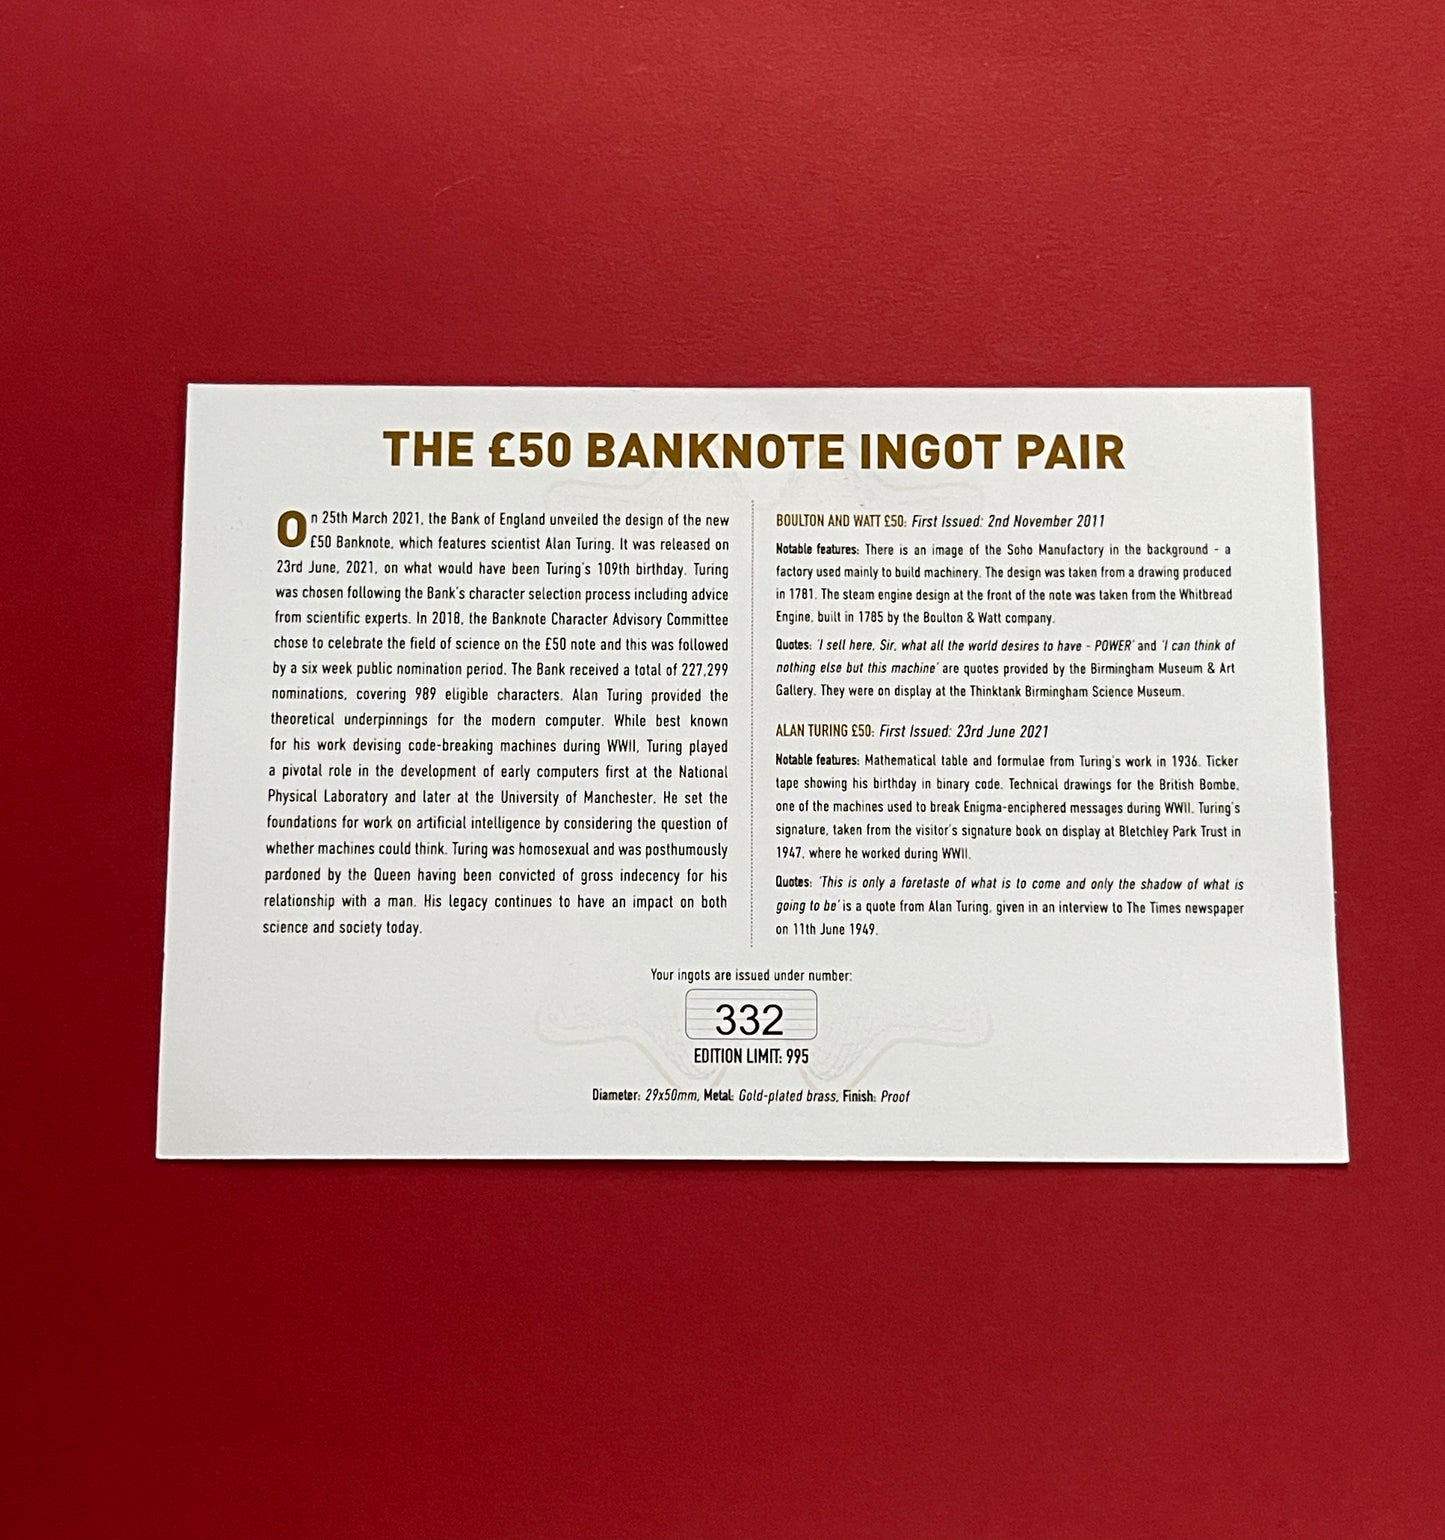 THE £50 BANKNOTE INGOT PAIR
On 25th March 2021, the Bank of England unveiled the design of the new
£50 Banknote, which features scientist Alan Turing. It was released on
23rd June, 2021, on what would have been Turing's 109th birthday. Turing
was chosen following the Bank's character selection process including advice
from scientific experts. In 2018, the Banknote Character Advisory Committee
chose to celebrate the field of science on the £50 note and this was followed
by a six week public nomination period. The Bank received a total of 227,299
nominations, covering 989 eligible characters. Alan Turing provided the
theoretical underpinnings for the modern computer. While best known
for his work devising code-breaking machines during WWII, Turing played
a pivotal role in the development of early computers first at the National
Physical Laboratory and later at the University of Manchester. He set the
foundations for work on artificial intelligence by considering the question of
whether machines could think. Turing was homosexual and was posthumously
pardoned by the Queen having been convicted of gross indecency for his
relationship with a man. His legacy continues to have an impact on both
science and society today.
BOULTON AND WATT £50: First Issued: 2nd November 2011
Notable features: There is an image of the Soho Manufactory in the background - a
factory used mainly to build machinery. The design was taken from a drawing produced
in 1781. The steam engine design at the front of the note was taken from the Whitbread
Engine, built in 1785 by the Boulton & Watt company.
Quotes: 'I sell here, Sir, what all the world desires to have - POWER' and 'I can think of
nothing else but this machine' are quotes provided by the Birmingham Museum & Art
Gallery. They were on display at the Thinktank Birmingham Science Museum.
ALAN TURING £50: First Issued: 23rd June 2021
Notable features: Mathematical table and formulae from Turing's work in 1936. Ticker
tape showing his birthday in binary code. Technical drawings for the British Bombe,
one of the machines used to break Enigma-enciphered messages during WWII. Turing's
signature, taken from the visitor's signature book on display at Bletchley Park Trust in
1947, where he worked during WWII.
Quotes: 'This is only a foretaste of what is to come and only the shadow of what is
going to be' is a quote from Alan Turing, given in an interview to The Times newspaper
on 11th June 1949.
Your ingots are issued under number:
332
EDITION LIMIT: 995
Diameter: 29x50mm, Metal: Gold-plated brass, Finish: Proof